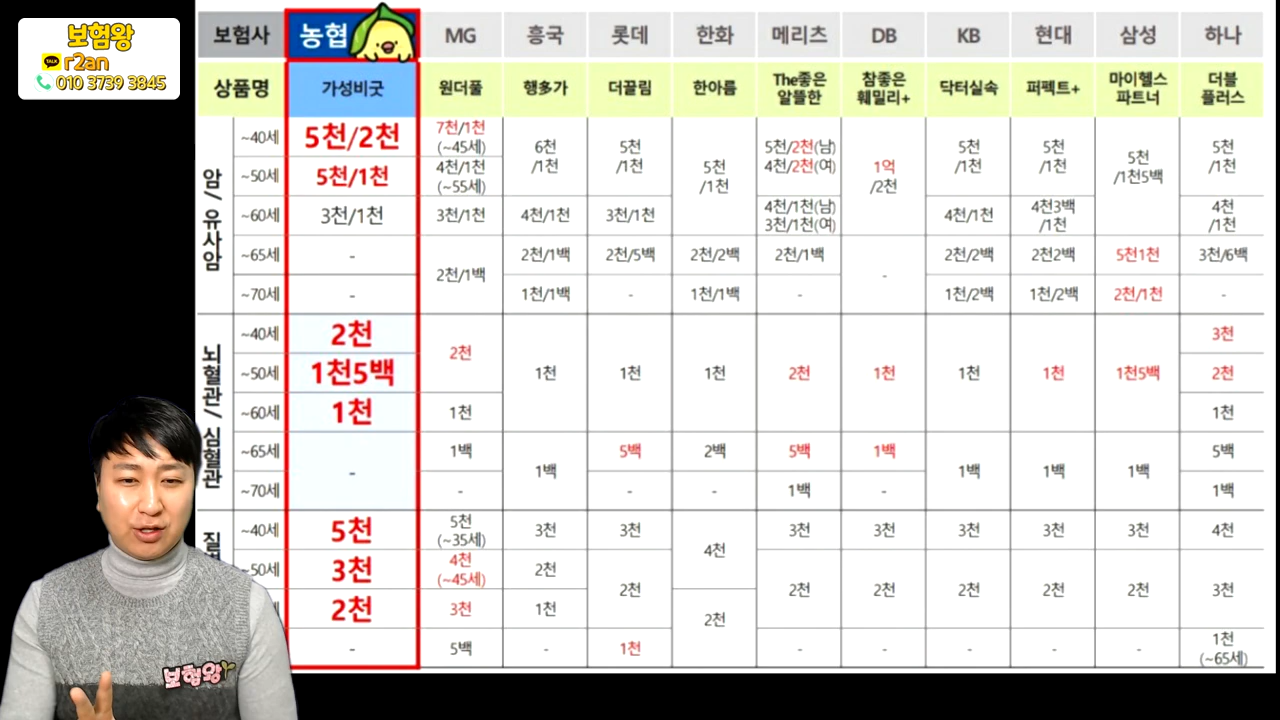 보험왕
TALK r2an
010 3739 3845
보험사 농협 MG 흥국 롯데 한화 메리츠 DB KB 현대 삼성 하나
상품명 가성비굿 원더풀 행多가 더끌림 한아름 The좋은 알뜰한 참좋은 훼밀리+ 닥터실속 퍼펙트+ 마이헬스 파트너 더블 플러스
암/유사암
~40세 5천/2천 7천/1천 (~45세) 6천 /1천 5천 /1천 5천 /1천 5천/2천(남) 4천/2천(여) 1억 /2천 5천 /1천 5천 /1천 5천 /1천5백 5천 /1천
~50세 5천/1천 4천/1천 (~55세)
~60세 3천/1천 3천/1천 4천/1천 3천/1천 4천/1천(남) 3천/1천(여) 4천/1천 4천3백 /1천 4천 /1천
~65세 - 2천/1백 2천/1백 2천/5백 2천/2백 2천/1백 - 2천/2백 2천2백 5천1천 3천/6백
~70세 - 1천/1백 - 1천/1백 - 1천/2백 1천/2백 2천/1천 -
뇌혈관/심혈관
~40세 2천 2천 1천 1천 1천 2천 1천 1천 1천 1천5백 3천
~50세 1천5백 2천
~60세 1천 1천 1천
~65세 - 1백 1백 5백 2백 5백 1백 1백 1백 1백 5백
~70세 - - - 1백 - 1백
질
~40세 5천 5천 (~35세) 3천 3천 4천 3천 3천 3천 3천 3천 4천
~50세 3천 4천 (~45세) 2천 2천 2천 2천 2천 2천 2천 3천
2천 3천 1천 2천
- 5백 - 1천 - - - - - 1천 (~65세)
보험왕